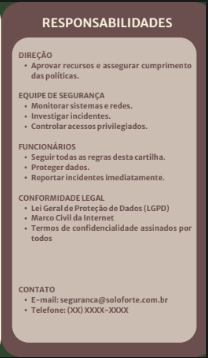 RESPONSABILIDADES
DIREÇÃO
• Aprovar recursos e assegurar cumprimento
das políticas.
EQUIPE DE SEGURANÇA
• Monitorar sistemas e redes.
• Investigar incidentes.
• Controlar acessos privilegiados.
FUNCIONÁRIOS
• Seguir todas as regras desta cartilha.
• Proteger dados.
• Reportar incidentes imediatamente.
CONFORMIDADE LEGAL
• Lei Geral de Proteção de Dados (LGPD)
• Marco Civil da Internet
• Termos de confidencialidade assinados por
todos
CONTATO
• E-mail: seguranca@soloforte.com.br
• Telefone: (XX) XXXX-XXXX